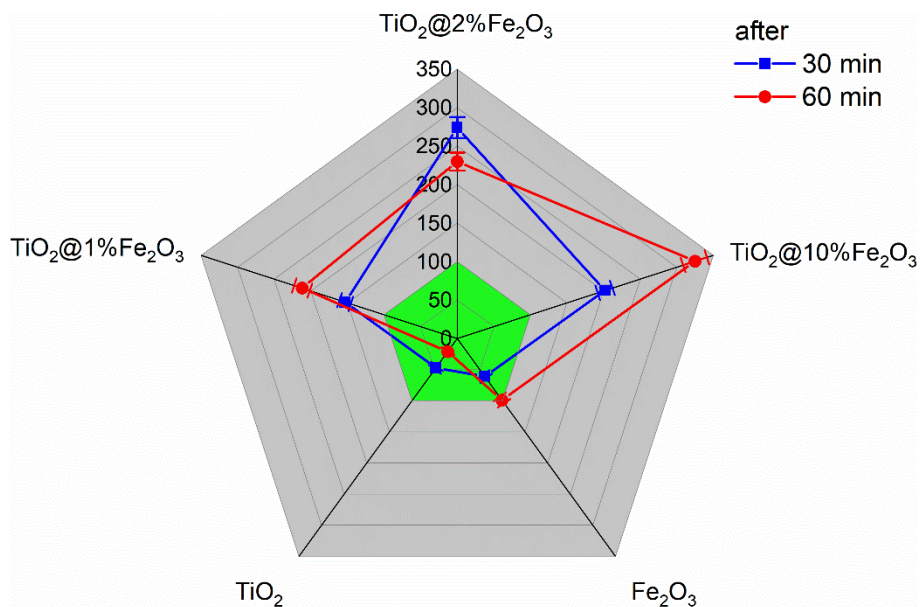 TiO₂@2%Fe₂O₃
after
30 min
60 min
350
300
250
200
150
100
50
0
TiO₂@1%Fe₂O₃
TiO₂@10%Fe₂O₃
TiO₂
Fe₂O₃